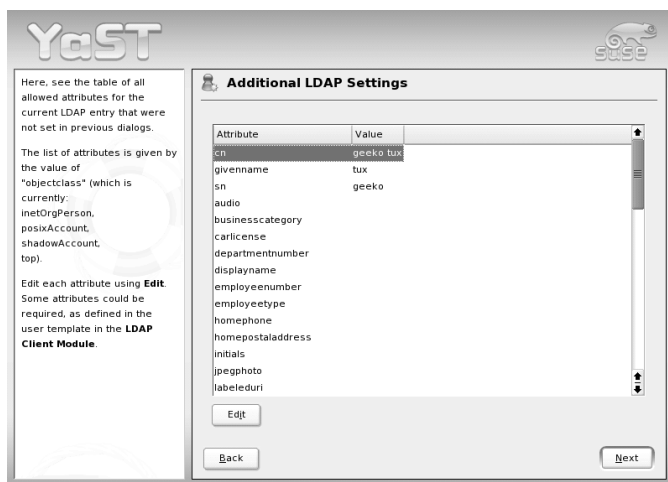 YaST
SUSE
Here, see the table of all
allowed attributes for the
current LDAP entry that were
not set in previous dialogs.
The list of attributes is given by
the value of
"objectclass" (which is
currently:
inetOrgPerson,
posixAccount,
shadowAccount,
top).
Edit each attribute using Edit.
Some attributes could be
required, as defined in the
user template in the LDAP
Client Module.
Additional LDAP Settings
Attribute Value
cn geeko tux
givenname tux
sn geeko
audio
businesscategory
carlicense
departmentnumber
displayname
employeenumber
employeetype
homephone
homepostaladdress
initials
jpegphoto
labeleduri
Edit
Back
Next